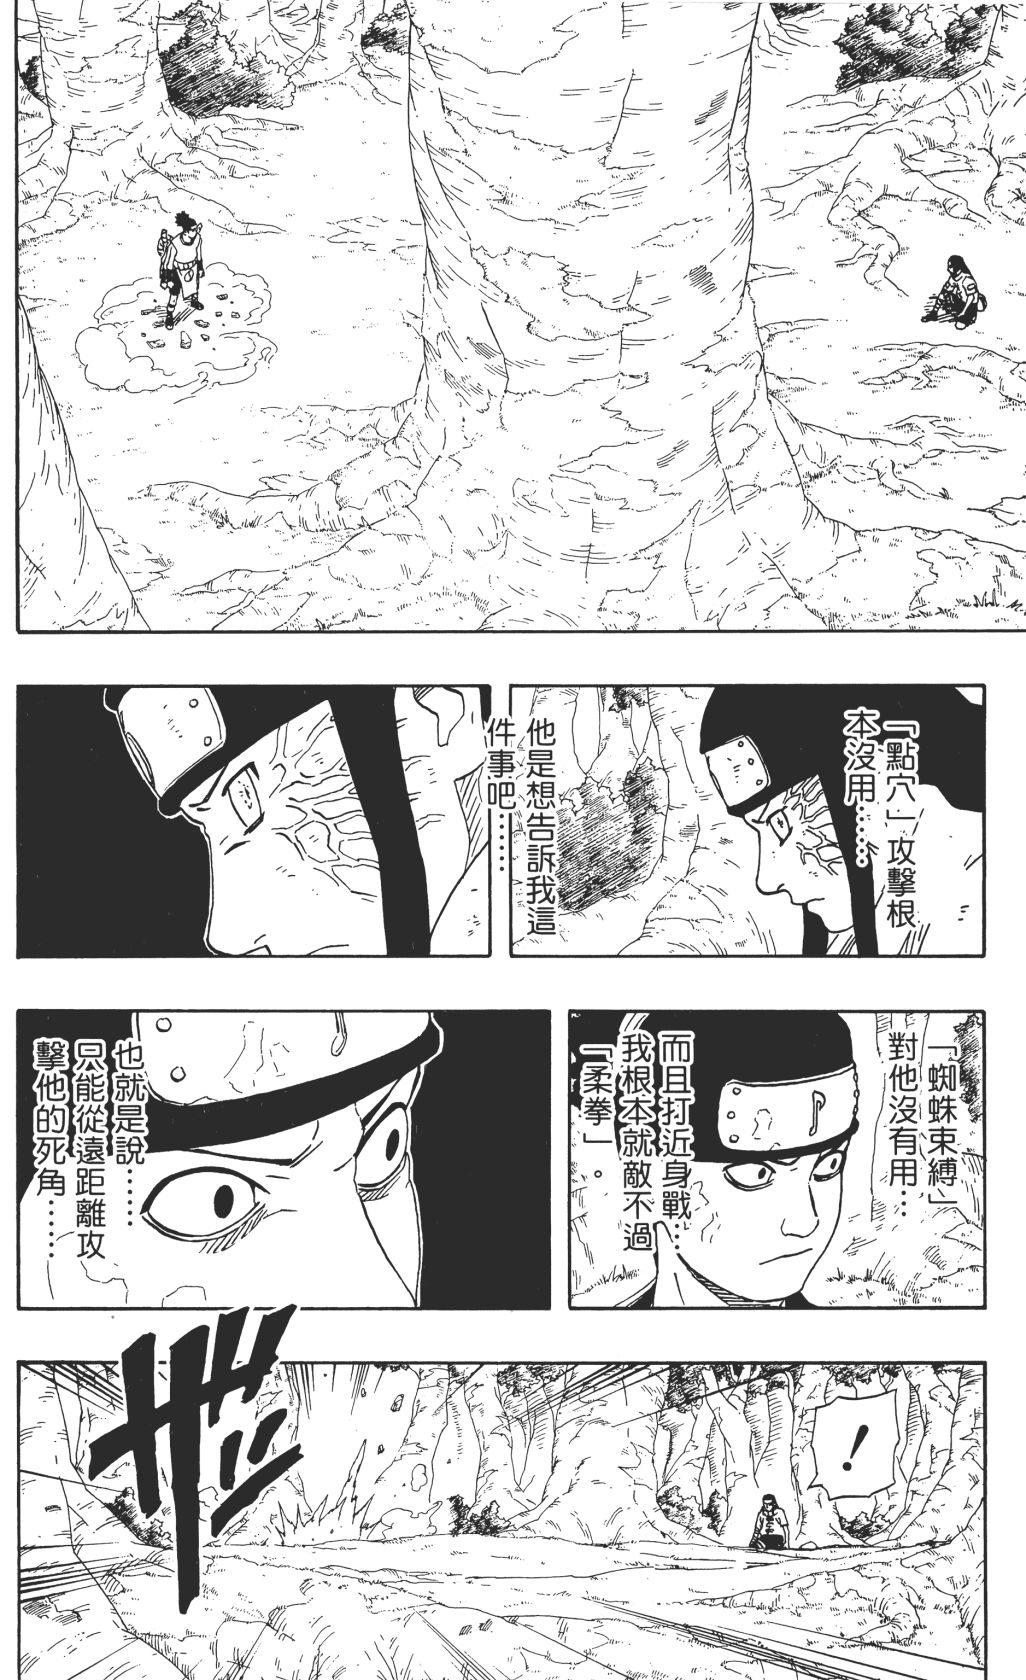 「點穴」攻擊根
本沒用……
他是想告訴我這
件事吧……
「蜘蛛束縛」
對他沒有用…
而且打近身戰…
我根本就敵不過
「柔拳」。
也就是說……
只能從遠距離攻
擊他的死角……
！
ザザッ